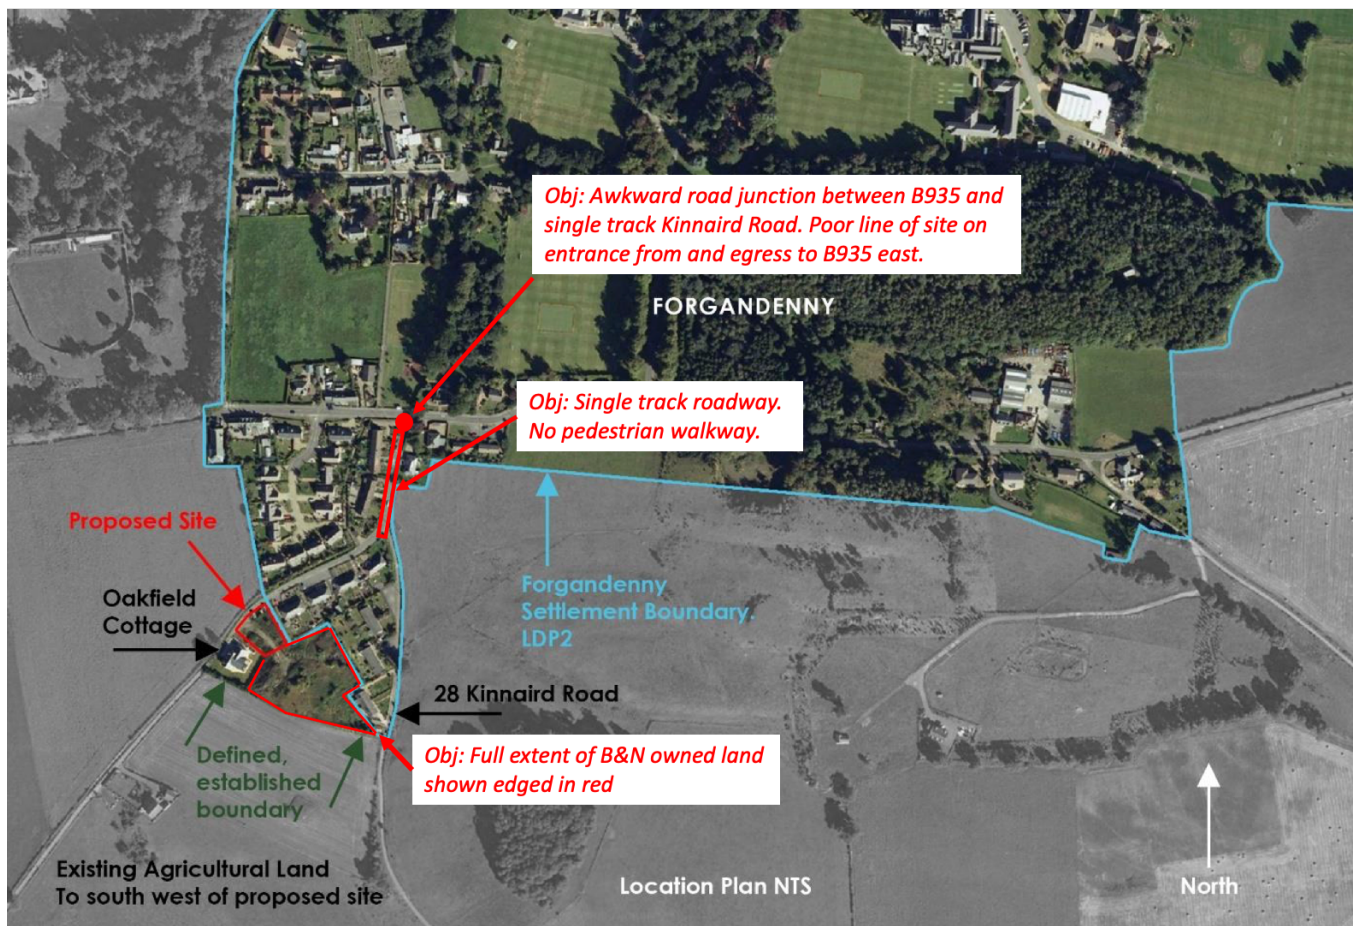 Obj: Awkward road junction between B935 and
single track Kinnaird Road. Poor line of site on
entrance from and egress to B935 east.
FORGANDENNY
Obj: Single track roadway.
No pedestrian walkway.
Proposed Site
Oakfield
Cottage
Forgandenny
Settlement Boundary.
LDP2
28 Kinnaird Road
Defined,
established
boundary
Obj: Full extent of B&N owned land
shown edged in red
Existing Agricultural Land
To south west of proposed site
Location Plan NTS
North